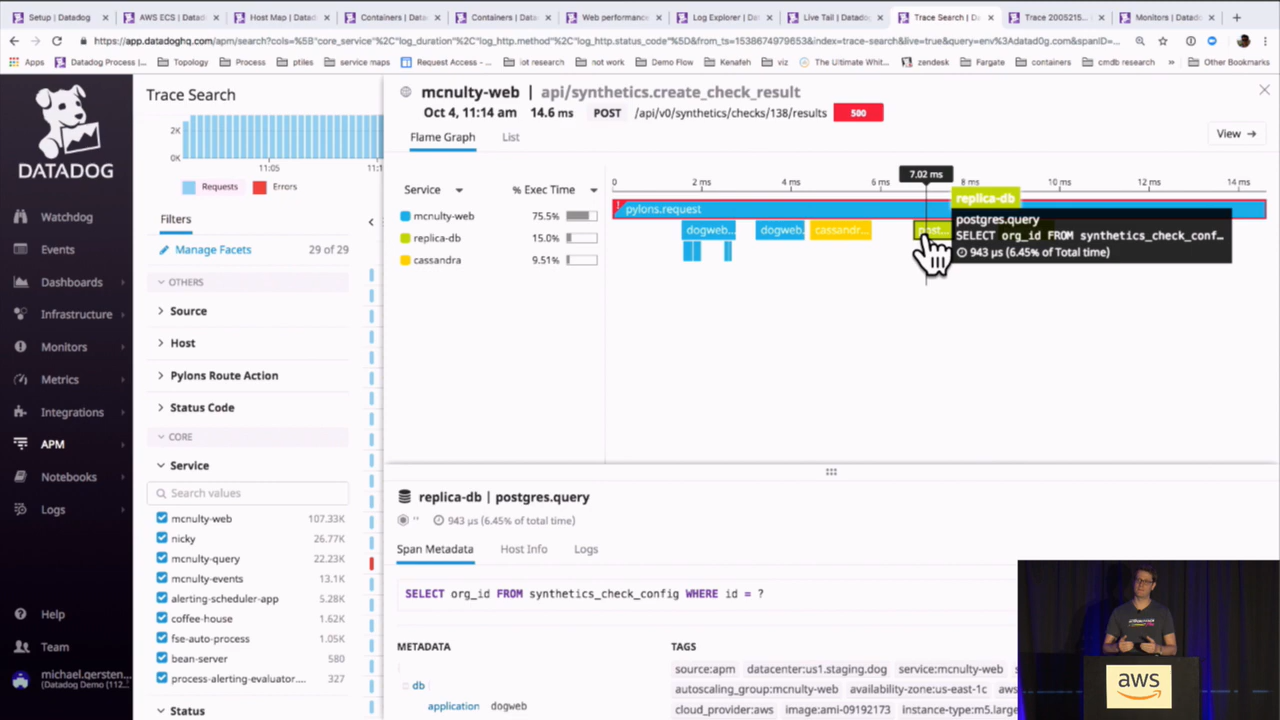 Setup | Datadog
AWS ECS | Datadog
Host Map | Datadog
Containers | Datadog
Containers | Datadog
Web performance
Log Explorer | Datadog
Live Tail | Datadog
Trace Search | Datadog
Trace 2005215...
Monitors | Datadog
https://app.datadoghq.com/apm/search?cols=%5B"core_service"%2C"log_duration"%2C"log_http.method"%2C"log_http.status_code"%5D&from_ts=1538674979653&index=trace-search&live=true&query=env%3Adatad0g.com&spanID=...
Apps
Datadog Process |...
Topology
Process
ptiles
service maps
Request Access - ...
iot research
not work
Demo Flow
Kenafeh
viz
The Ultimate Whit...
zendesk
Fargate
containers
cmdb research
»
Other Bookmarks
DATADOG
Watchdog
Events
Dashboards
Infrastructure
Monitors
Metrics
Integrations
APM
Notebooks
Logs
Help
Team
michael.gersten...
(Datadog Demo (112...
Trace Search
2K
0K
11:05
11:1
Requests
Errors
Filters
Manage Facets
29 of 29
OTHERS
Source
Host
Pylons Route Action
Status Code
CORE
Service
Search values
mcnulty-web 107.33K
nicky 26.77K
mcnulty-query 22.23K
mcnulty-events 13.1K
alerting-scheduler-app 5.28K
coffee-house 1.62K
fse-auto-process 1.05K
bean-server 580
process-alerting-evaluator.... 327
Status
mcnulty-web | api/synthetics.create_check_result
Oct 4, 11:14 am 14.6 ms POST /api/v0/synthetics/checks/138/results 500
Flame Graph
List
View →
Service
% Exec Time
mcnulty-web 75.5%
replica-db 15.0%
cassandra 9.51%
7.02 ms
0 2 ms 4 ms 6 ms 8 ms 10 ms 12 ms 14 ms
! pylons.request
dogweb...
dogweb.
cassandr...
post...
replica-db
postgres.query
SELECT org_id FROM synthetics_check_conf...
943 µs (6.45% of Total time)
replica-db | postgres.query
'' 943 µs (6.45% of total time)
Span Metadata
Host Info
Logs
SELECT org_id FROM synthetics_check_config WHERE id = ?
METADATA
db
application dogweb
TAGS
source:apm datacenter:us1.staging.dog service:mcnulty-web
autoscaling_group:mcnulty-web availability-zone:us-east-1c aws
cloud_provider:aws image:ami-09192173 instance-type:m5.large
aws